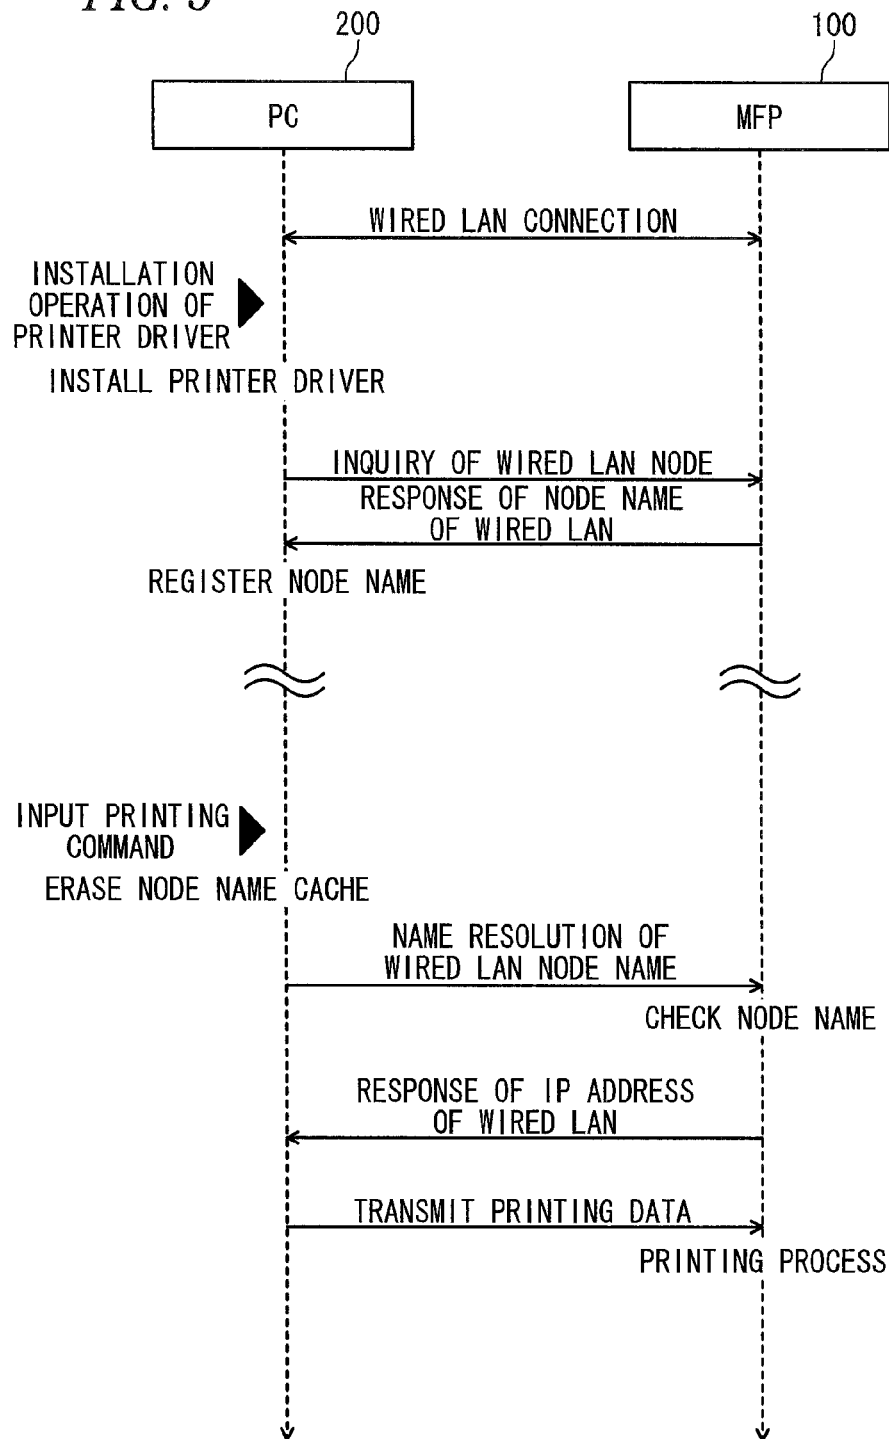 200
100
PC
MFP
WIRED LAN CONNECTION
INSTALLATION
OPERATION OF
PRINTER DRIVER
INSTALL PRINTER DRIVER
INQUIRY OF WIRED LAN NODE
RESPONSE OF NODE NAME
OF WIRED LAN
REGISTER NODE NAME
INPUT PRINTING
COMMAND
ERASE NODE NAME CACHE
NAME RESOLUTION OF
WIRED LAN NODE NAME
CHECK NODE NAME
RESPONSE OF IP ADDRESS
OF WIRED LAN
TRANSMIT PRINTING DATA
PRINTING PROCESS